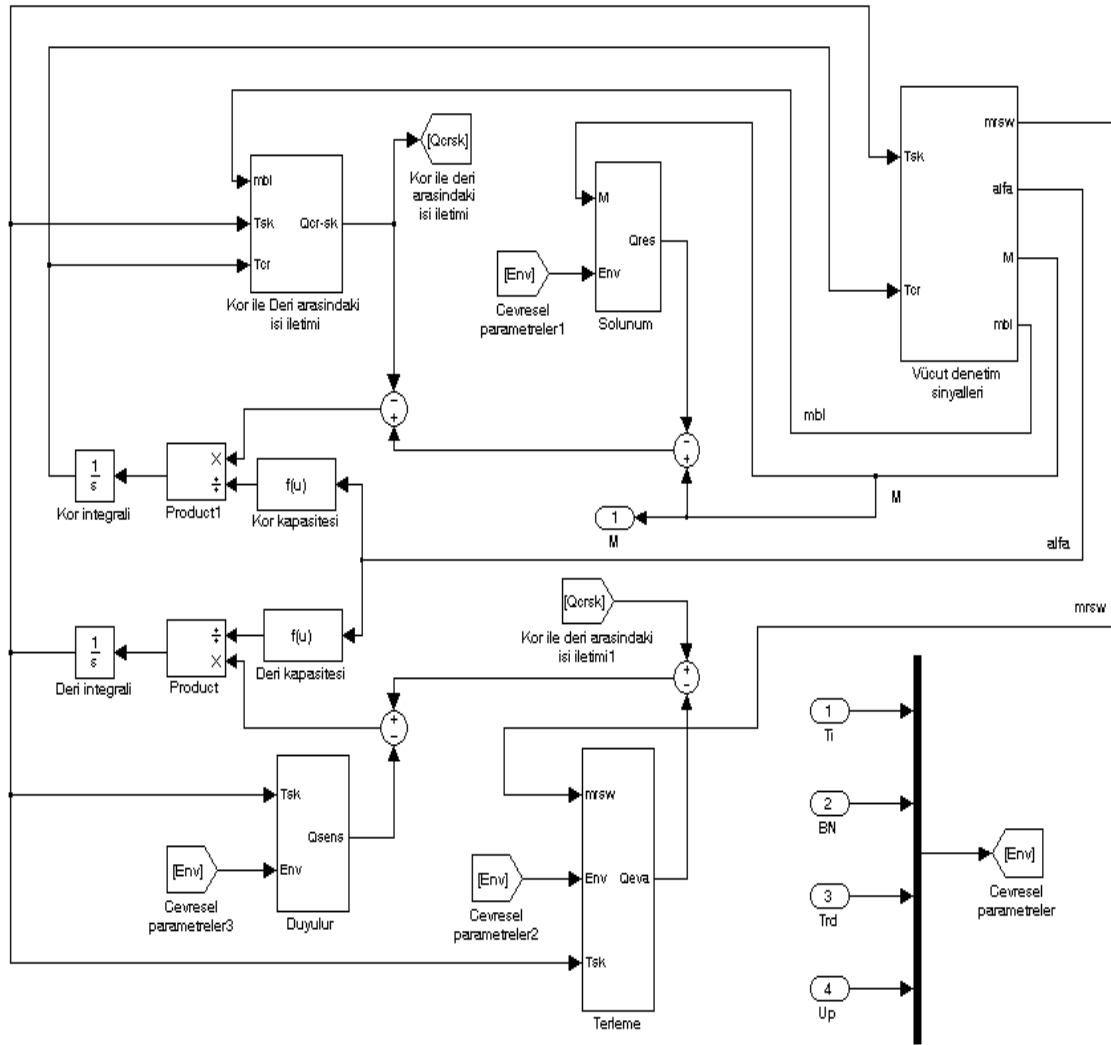 mbl
Tsk
Tcr
Qcr-sk
Kor ile Deri arasindaki
isi iletimi
[Qcrsk]
Kor ile deri
arasindaki
isi iletimi
M
Env
Qres
Solunum
[Env]
Cevresel
parametreler1
Tsk
Tcr
mrsw
alfa
M
mbl
Vücut denetim
sinyalleri
mbl
M
alfa
mrsw
1
s
Kor integrali
×
÷
Product1
f(u)
Kor kapasitesi
-
+
-
+
1
M
1
s
Deri integrali
÷
×
Product
f(u)
Deri kapasitesi
[Qcrsk]
Kor ile deri arasindaki
isi iletimi1
+
-
+
-
Tsk
Env
Qsens
Duyulur
[Env]
Cevresel
parametreler3
mrsw
Env
Tsk
Qeva
Terleme
[Env]
Cevresel
parametreler2
1
Ti
2
BN
3
Trd
4
Up
[Env]
Cevresel
parametreler